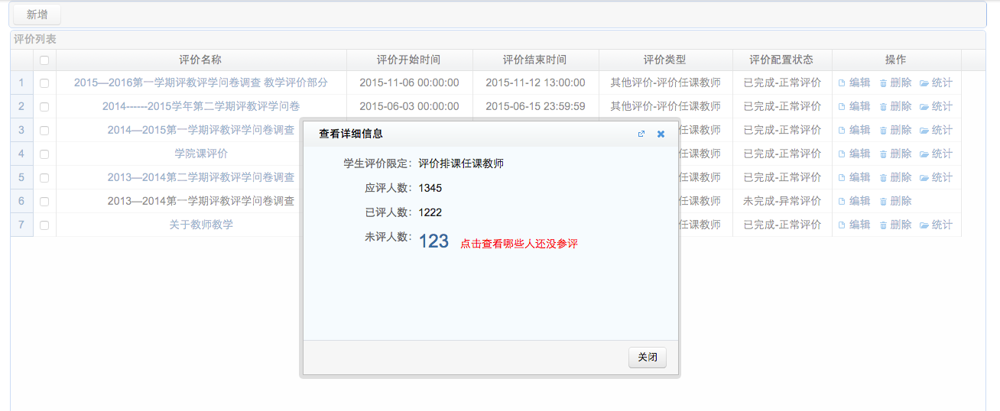 新增
评价列表
评价名称 评价开始时间 评价结束时间 评价类型 评价配置状态 操作
1 2015—2016第一学期评教评学问卷调查 教学评价部分 2015-11-06 00:00:00 2015-11-12 13:00:00 其他评价-评价任课教师 已完成-正常评价 编辑 删除 统计
2 2014------2015学年第二学期评教评学问卷 2015-06-03 00:00:00 2015-06-15 23:59:59 其他评价-评价任课教师 已完成-正常评价 编辑 删除 统计
3 2014—2015第一学期评教评学问卷调查 任课教师 已完成-正常评价 编辑 删除 统计
4 学院课评价 任课教师 已完成-正常评价 编辑 删除 统计
5 2013—2014第二学期评教评学问卷调查 任课教师 已完成-正常评价 编辑 删除 统计
6 2013—2014第一学期评教评学问卷调查 任课教师 未完成-异常评价 编辑 删除
7 关于教师教学 任课教师 已完成-正常评价 编辑 删除 统计
查看详细信息
学生评价限定: 评价排课任课教师
应评人数: 1345
已评人数: 1222
未评人数: 123 点击查看哪些人还没参评
关闭